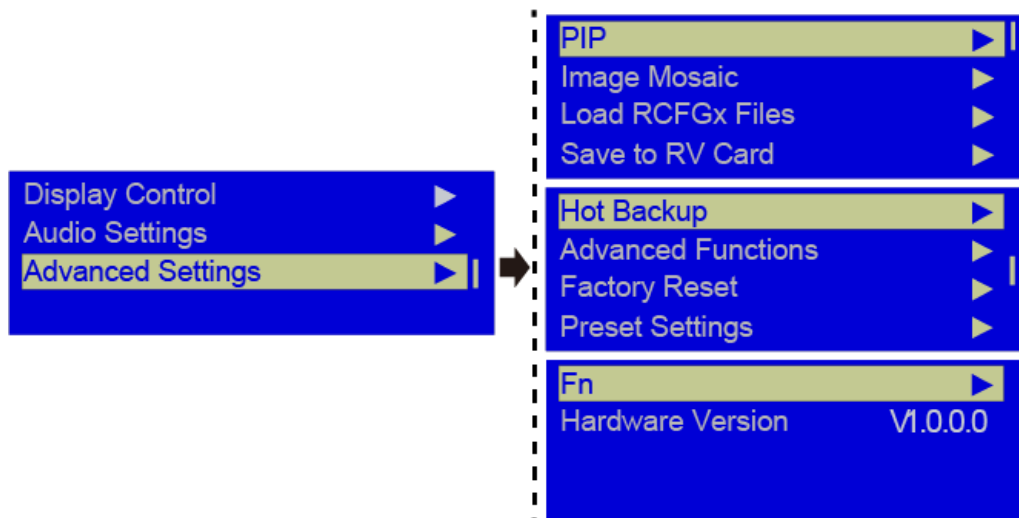 Display Control
Audio Settings
Advanced Settings
PIP
Image Mosaic
Load RCFGx Files
Save to RV Card
Hot Backup
Advanced Functions
Factory Reset
Preset Settings
Fn
Hardware Version V1.0.0.0